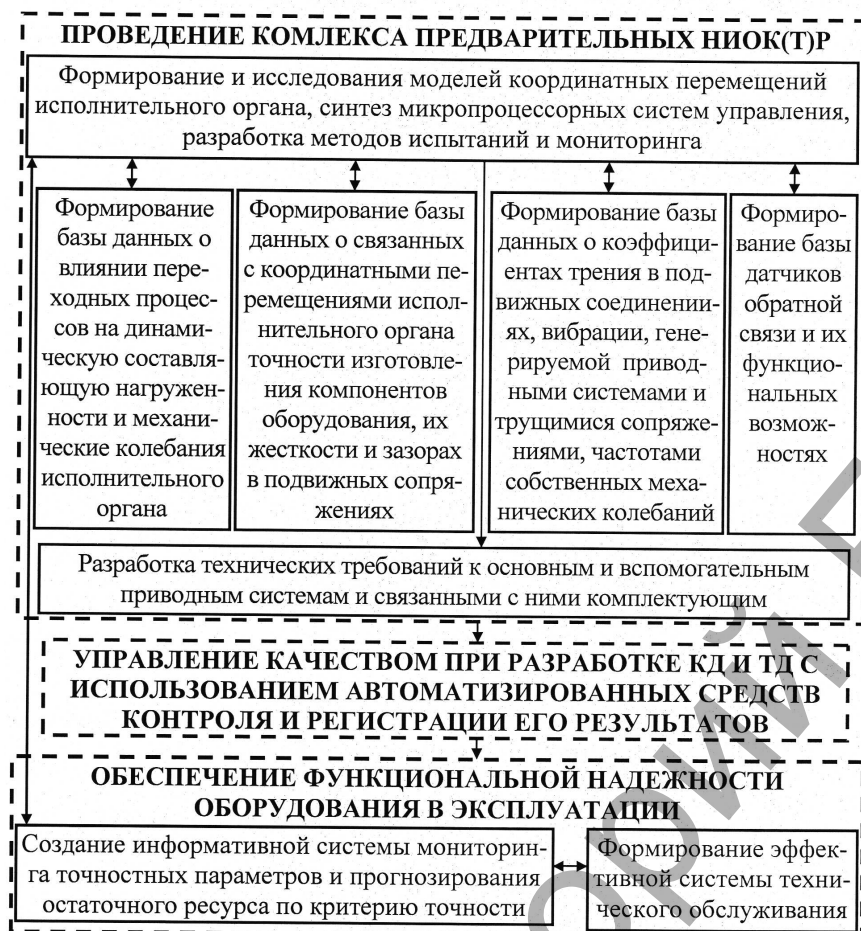 ПРОВЕДЕНИЕ КОМЛЕКСА ПРЕДВАРИТЕЛЬНЫХ НИОК(Т)Р
Формирование и исследования моделей координатных перемещений
исполнительного органа, синтез микропроцессорных систем управления,
разработка методов испытаний и мониторинга
Формирование
базы данных о
влиянии пере-
ходных процес-
сов на динами-
ческую составля-
ющую нагружен-
ности и механи-
ческие колебания
исполнительного
органа
Формирование базы
данных о связанных
с координатными пе-
ремещениями испол-
нительного органа
точности изготовле-
ния компонентов
оборудования, их
жесткости и зазорах
в подвижных сопря-
жениях
Формирование базы
данных о коэффици-
ентах трения в под-
вижных соединени-
ях, вибрации, гене-
рируемой привод-
ными системами и
трущимися сопряже-
ниями, частотами
собственных меха-
нических колебаний
Формиро-
вание базы
датчиков
обратной
связи и их
функцио-
нальных
возмож-
ностях
Разработка технических требований к основным и вспомогательным
приводным системам и связанными с ними комплектующим
УПРАВЛЕНИЕ КАЧЕСТВОМ ПРИ РАЗРАБОТКЕ КД И ТД С
ИСПОЛЬЗОВАНИЕМ АВТОМАТИЗИРОВАННЫХ СРЕДСТВ
КОНТРОЛЯ И РЕГИСТРАЦИИ ЕГО РЕЗУЛЬТАТОВ
ОБЕСПЕЧЕНИЕ ФУНКЦИОНАЛЬНОЙ НАДЕЖНОСТИ
ОБОРУДОВАНИЯ В ЭКСПЛУАТАЦИИ
Создание информативной системы мониторин-
га точностных параметров и прогнозирования
остаточного ресурса по критерию точности
Формирование эффек-
тивной системы техни-
ческого обслуживания